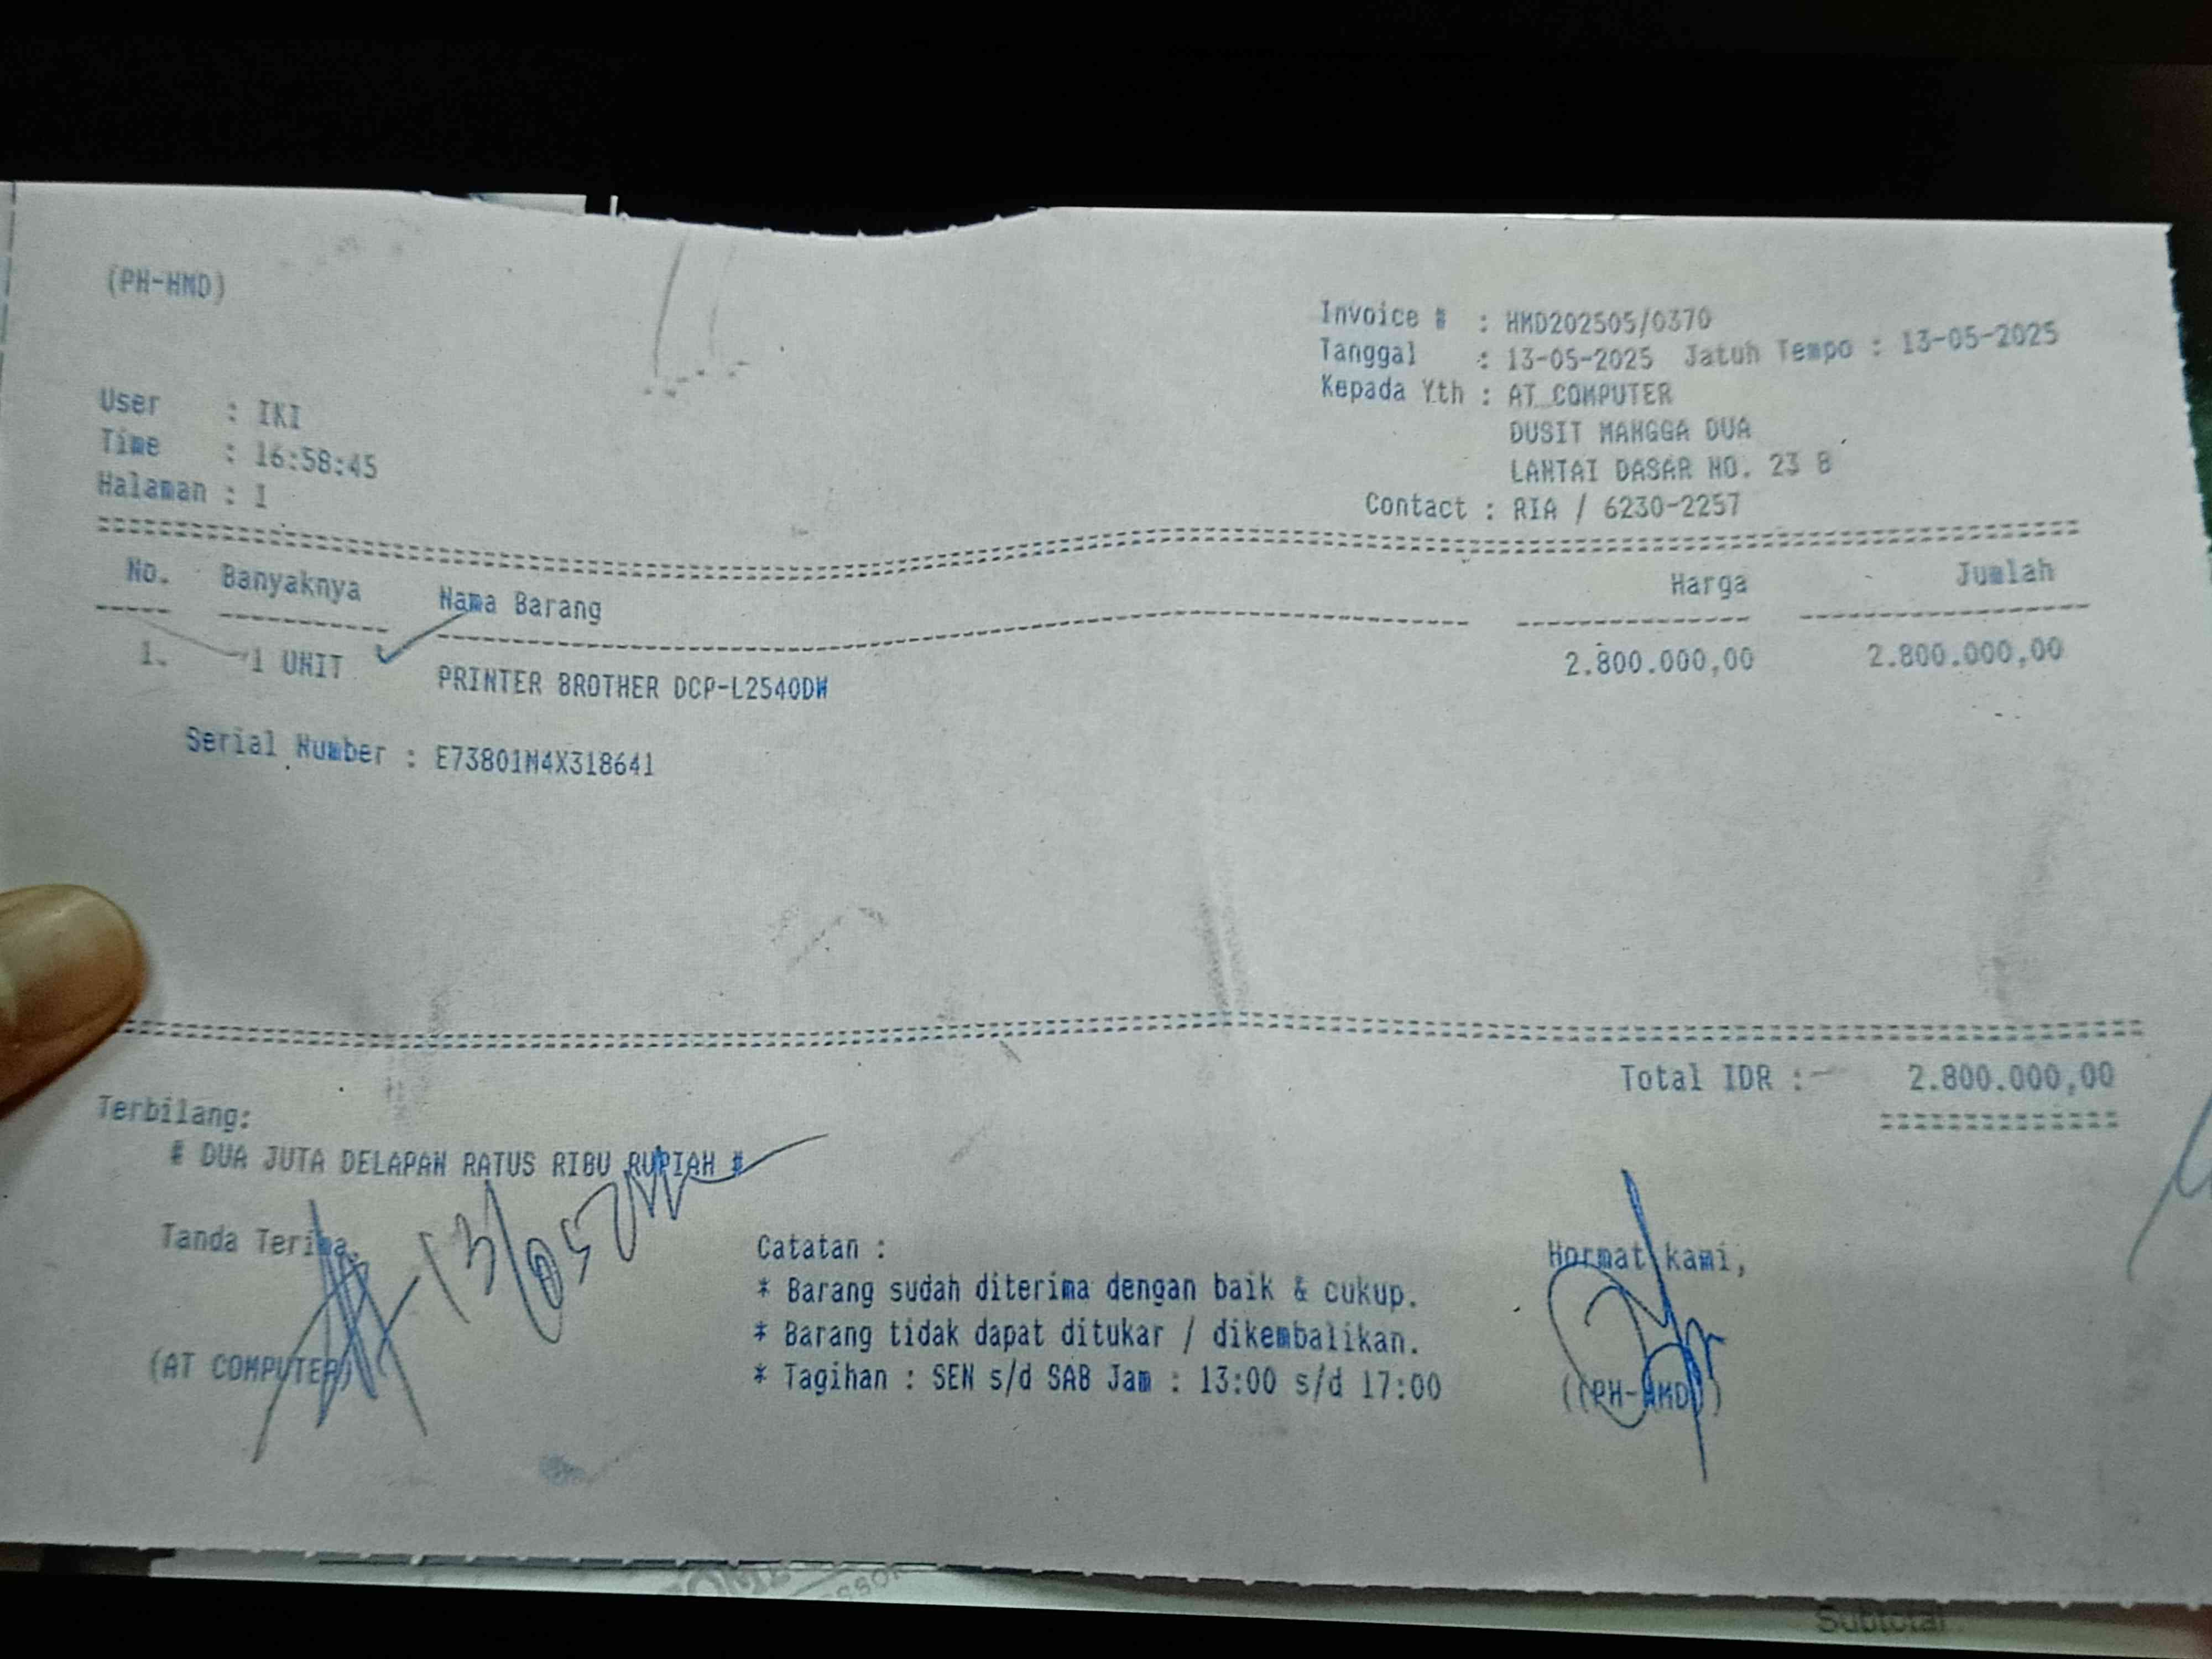 (PH-HMD)
Invoice # : HMD202505/0370
Tanggal : 13-05-2025 Jatuh Tempo : 13-05-2025
Kepada Yth : AT COMPUTER
DUSIT MANGGA DUA
LANTAI DASAR NO. 23 B
Contact : RIA / 6230-2257
User : IKI
Time : 16:58:45
Halaman : 1
No. Banyaknya Nama Barang Harga Jumlah
1. 1 UNIT PRINTER BROTHER DCP-L2540DW 2.800.000,00 2.800.000,00
Serial Number : E73801M4X318641
Total IDR : 2.800.000,00
Terbilang:
# DUA JUTA DELAPAN RATUS RIBU RUPIAH #
Tanda Terima,
(AT COMPUTER)
Catatan :
* Barang sudah diterima dengan baik & cukup.
* Barang tidak dapat ditukar / dikembalikan.
* Tagihan : SEN s/d SAB Jam : 13:00 s/d 17:00
Hormat kami,
((PH-HMD))
Subtotal